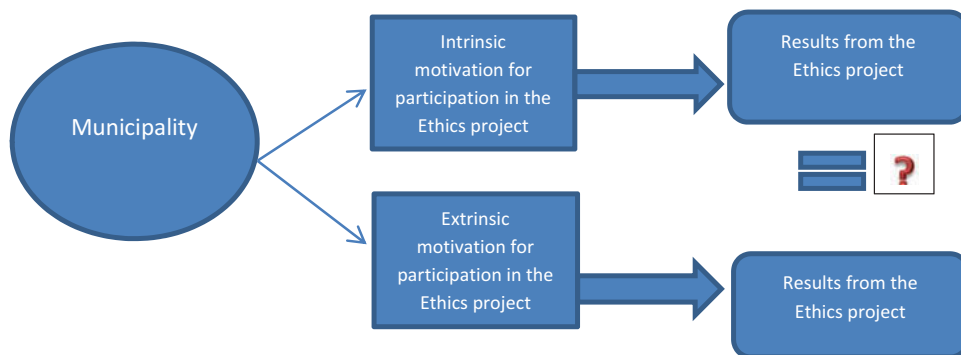 Municipality
Intrinsic
motivation for
participation in the
Ethics project
Results from the
Ethics project
?
Extrinsic
motivation for
participation in the
Ethics project
Results from the
Ethics project